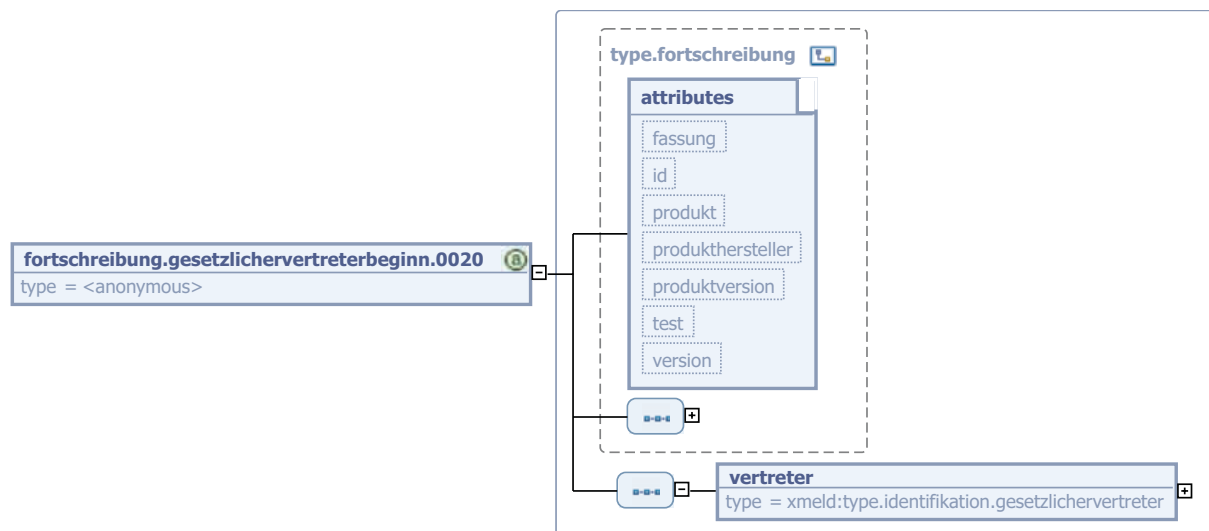 type.fortschreibung
attributes
fassung
id
produkt
produkthersteller
produktversion
test
version
fortschreibung.gesetzlichervertreterbeginn.0020
type = <anonymous>
vertreter
type = xmeld:type.identifikation.gesetzlichervertreter